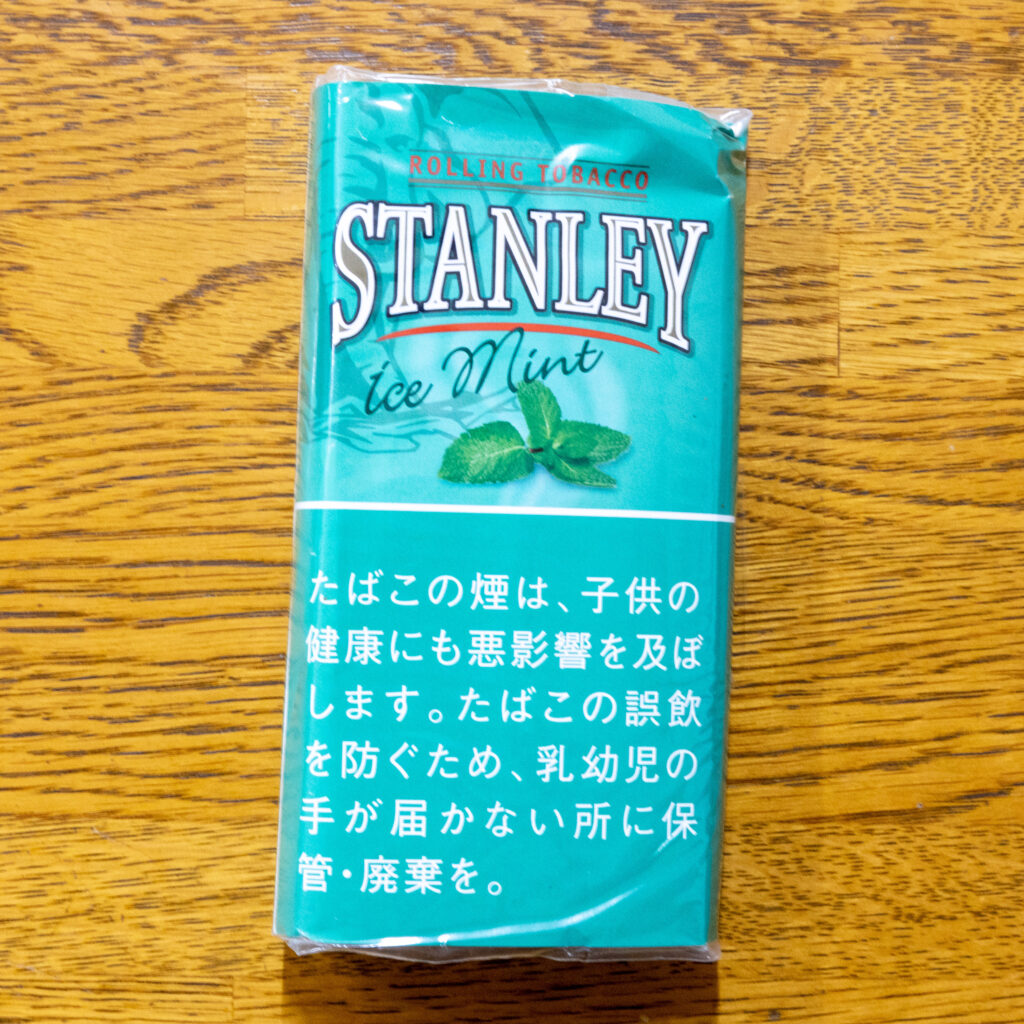 ROLLING TOBACCO
STANLEY
ice Mint
たばこの煙は、子供の
健康にも悪影響を及ぼ
します。たばこの誤飲
を防ぐため、乳幼児の
手が届かない所に保
管・廃棄を。